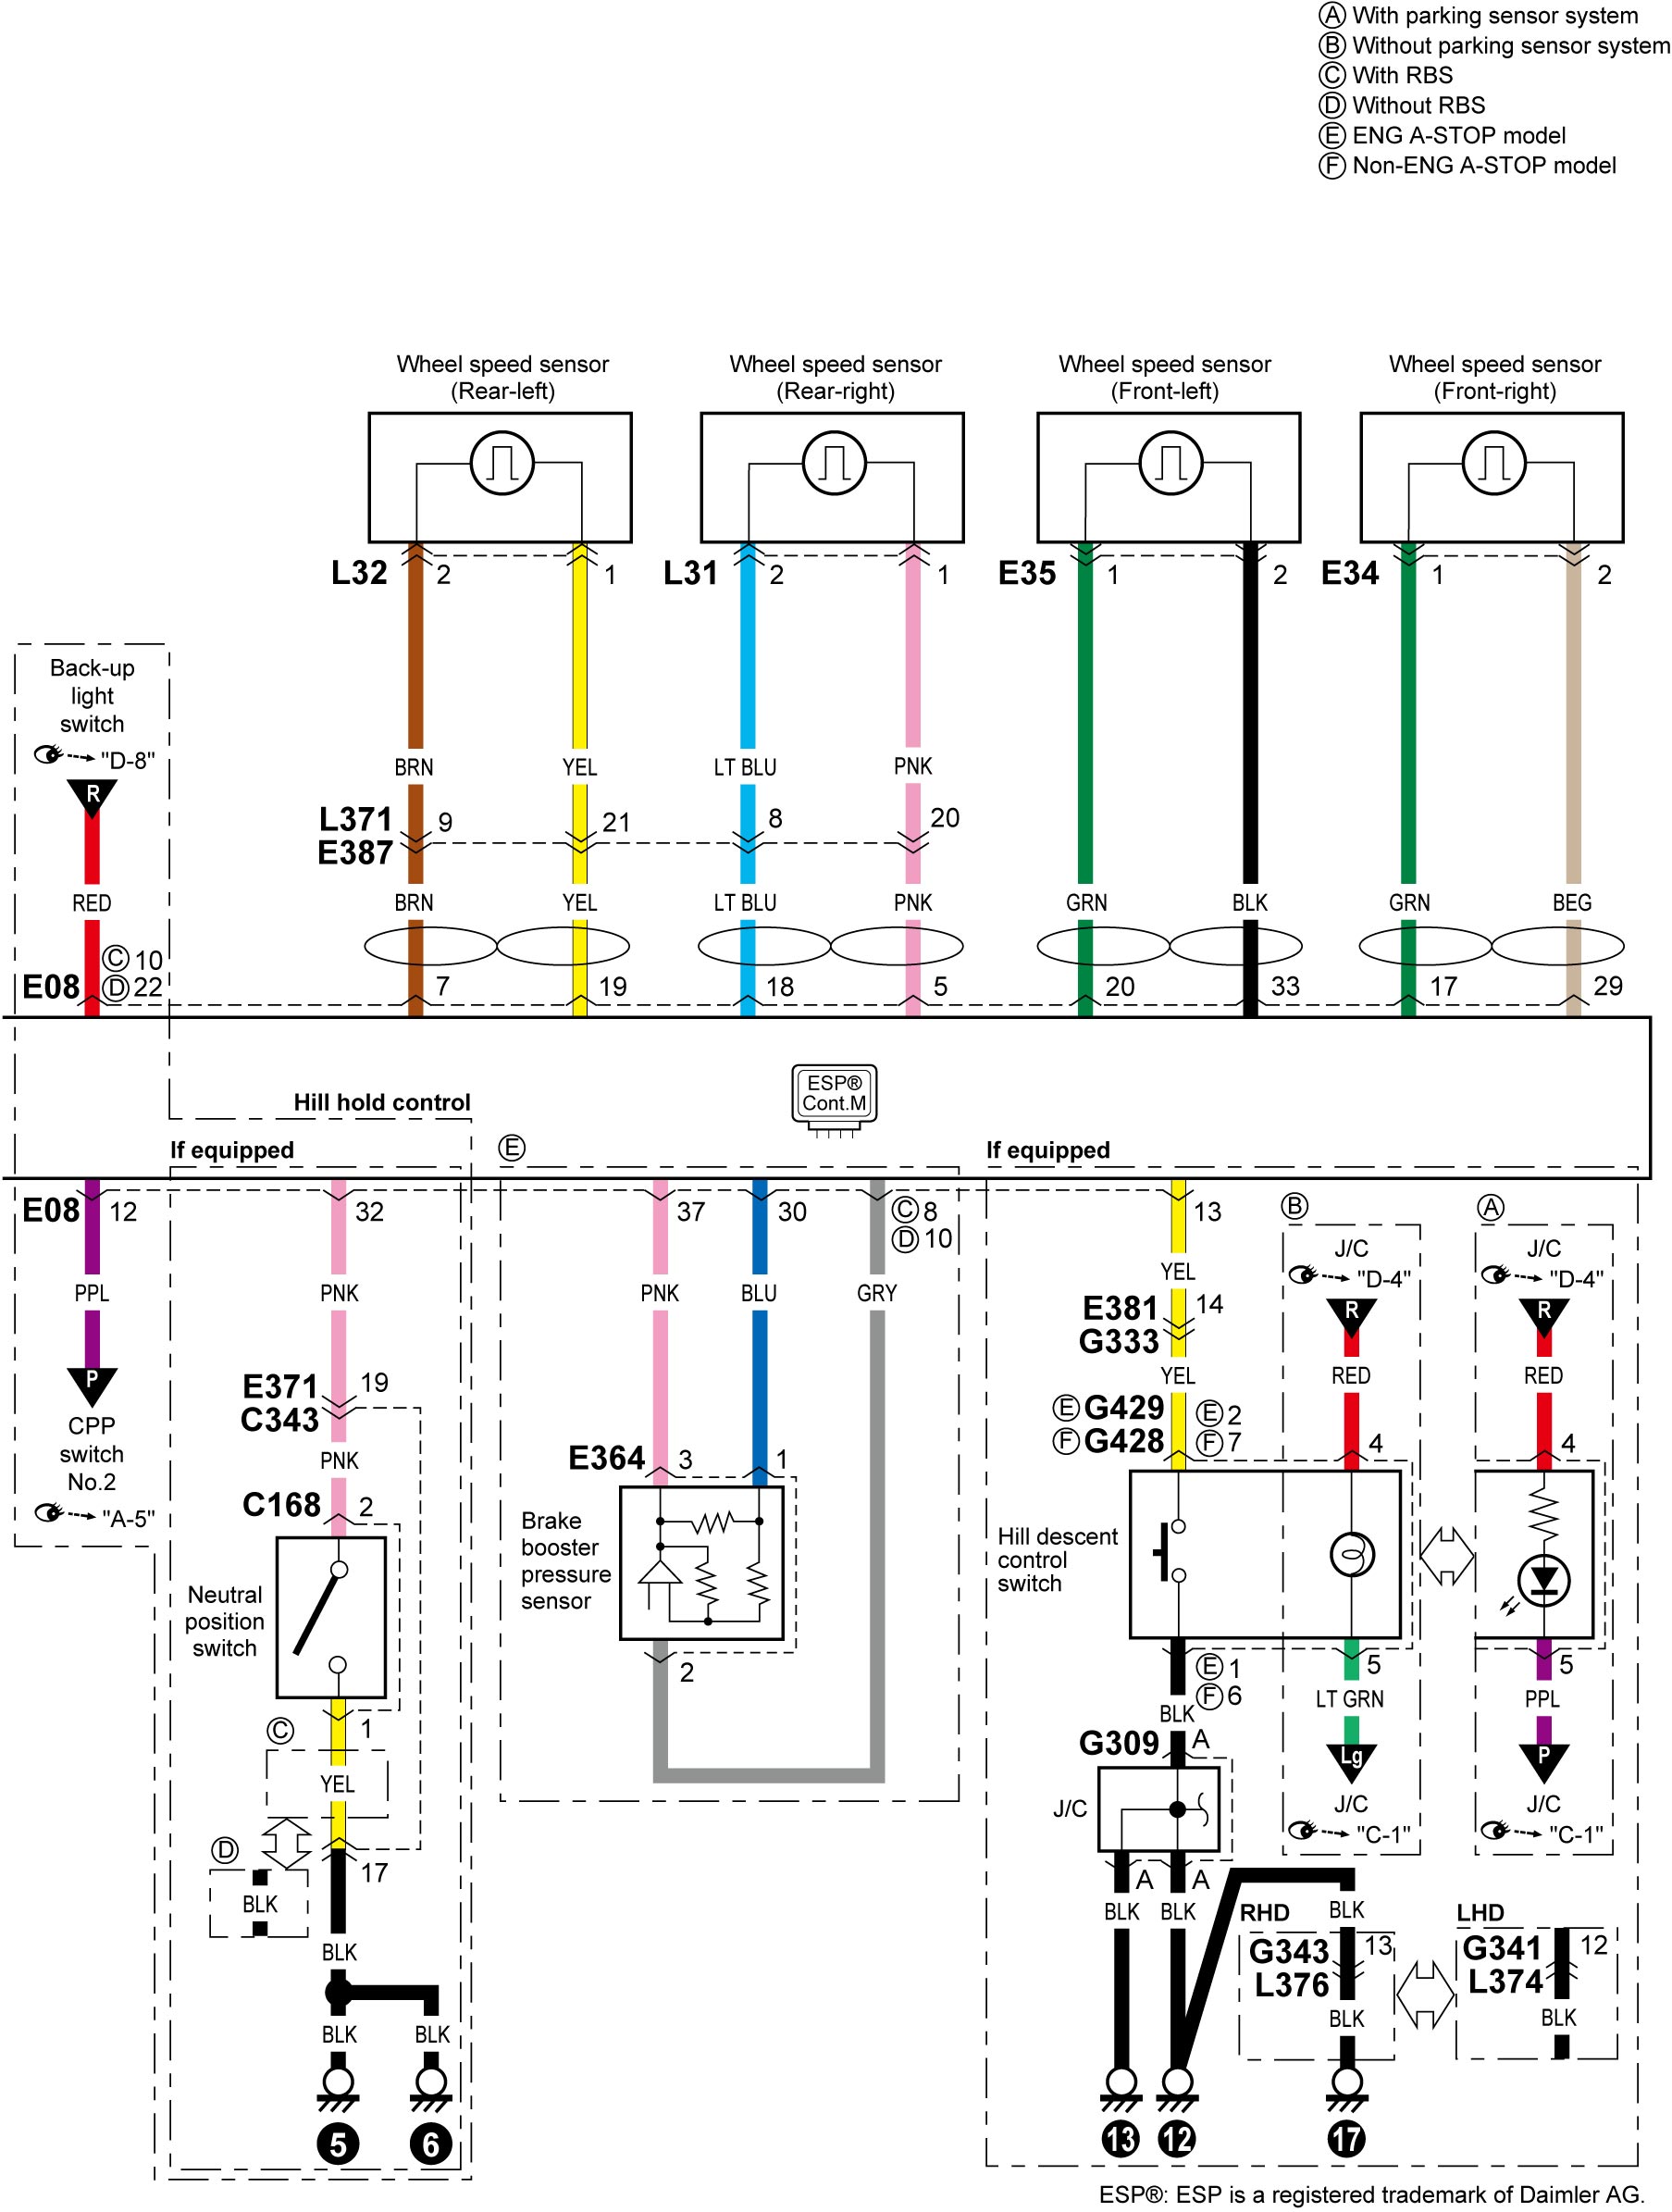 Ⓐ With parking sensor system
Ⓑ Without parking sensor system
Ⓒ With RBS
Ⓓ Without RBS
Ⓔ ENG A-STOP model
Ⓕ Non-ENG A-STOP model
Wheel speed sensor
(Rear-left)
Wheel speed sensor
(Rear-right)
Wheel speed sensor
(Front-left)
Wheel speed sensor
(Front-right)
L32 2 1
L31 2 1
E35 1 2
E34 1 2
Back-up
light
switch
"D-8"
R
BRN YEL LT BLU PNK
L371 9 21 8 20
E387
RED BRN YEL LT BLU PNK GRN BLK GRN BEG
Ⓒ 10
E08 Ⓓ 22 7 19 18 5 20 33 17 29
ESP®
Cont.M
Hill hold control
If equipped
Ⓔ
If equipped
E08 12 32 37 30 Ⓒ 8 13
Ⓓ 10
PPL PNK PNK BLU GRY YEL
P
CPP
switch
No.2
"A-5"
E371 19
C343
PNK
C168 2
Neutral
position
switch
1
Ⓒ
YEL
Ⓓ
BLK
17
BLK
BLK BLK
5 6
E364 3 1
Brake
booster
pressure
sensor
2
E381 14
G333
YEL
Ⓔ G429 Ⓔ 2
Ⓕ G428 Ⓕ 7
Hill descent
control
switch
Ⓔ 1
Ⓕ 6
BLK
G309 A
J/C
A A
BLK BLK
13 12
Ⓑ
J/C
"D-4"
R
RED
4
5
LT GRN
Lg
J/C
"C-1"
Ⓐ
J/C
"D-4"
R
RED
4
5
PPL
P
J/C
"C-1"
BLK
RHD
G343 13
L376
BLK
17
LHD
G341 12
L374
BLK
ESP®: ESP is a registered trademark of Daimler AG.